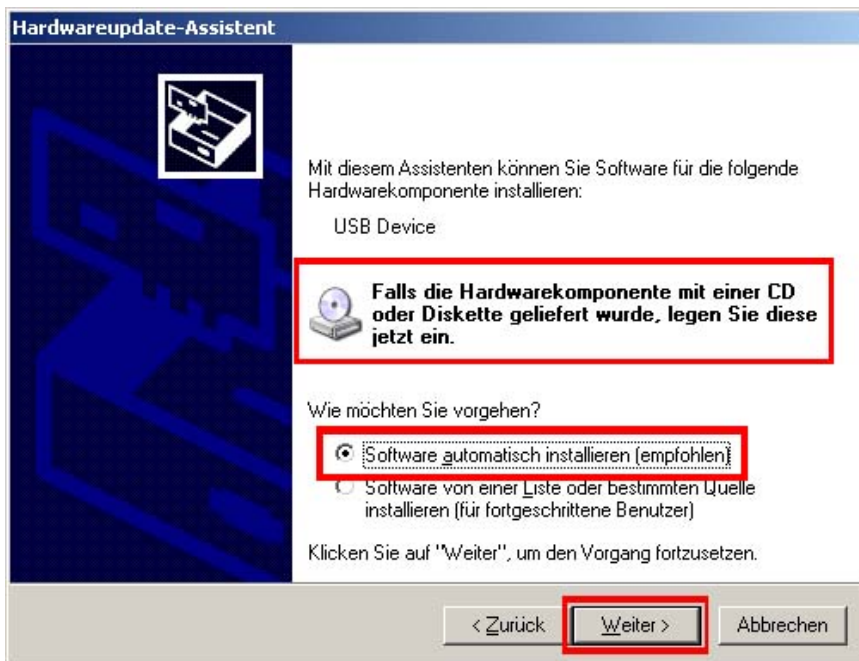 Hardwareupdate-Assistent
Mit diesem Assistenten können Sie Software für die folgende
Hardwarekomponente installieren:
USB Device
Falls die Hardwarekomponente mit einer CD
oder Diskette geliefert wurde, legen Sie diese
jetzt ein.
Wie möchten Sie vorgehen?
Software automatisch installieren (empfohlen)
Software von einer Liste oder bestimmten Quelle
installieren (für fortgeschrittene Benutzer)
Klicken Sie auf "Weiter", um den Vorgang fortzusetzen.
< Zurück Weiter > Abbrechen